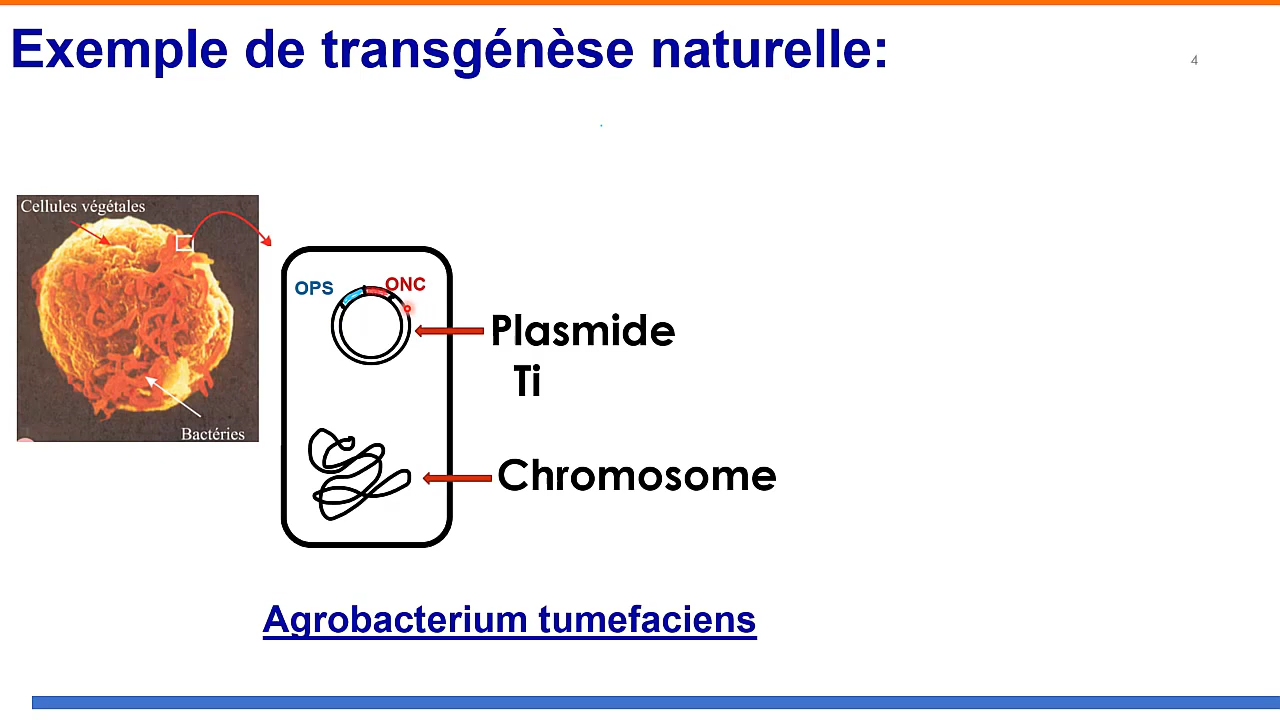 Exemple de transgénèse naturelle:
4
Cellules végétales
Bactéries
OPS
ONC
Plasmide
Ti
Chromosome
Agrobacterium tumefaciens